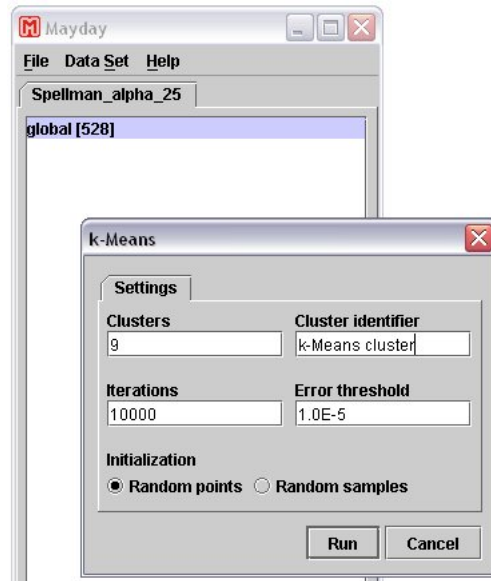 Mayday
File Data Set Help
Spellman_alpha_25
global [528]
k-Means
Settings
Clusters Cluster identifier
9 k-Means cluster
Iterations Error threshold
10000 1.0E-5
Initialization
Random points Random samples
Run Cancel